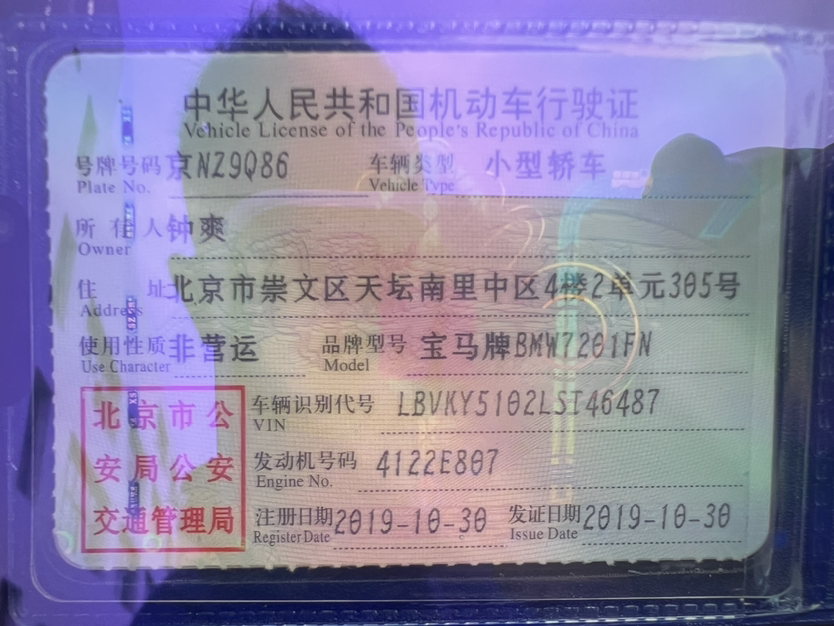 中华人民共和国机动车行驶证
Vehicle License of the People's Republic of China
号牌号码 京NZ9Q86 车辆类型 小型轿车
Plate No. Vehicle Type
所有人 钟爽
Owner
住址 北京市崇文区天坛南里中区4楼2单元305号
Address
使用性质 非营运 品牌型号 宝马牌BMW7201FN
Use Character Model
北京市公
安局公安
交通管理局
车辆识别代号 LBVKY5102LSI46487
VIN
发动机号码 4122E807
Engine No.
注册日期 2019-10-30 发证日期 2019-10-30
Register Date Issue Date